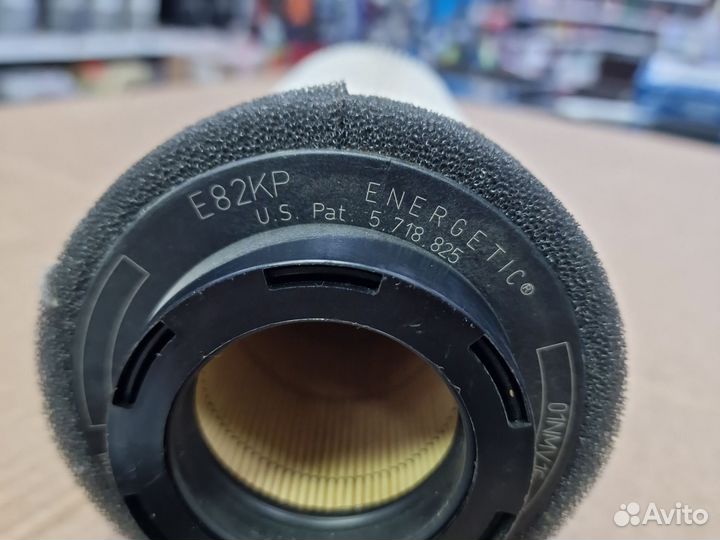 E82KP ENERGETIC®
U.S. Pat. 5.718.825
Avito